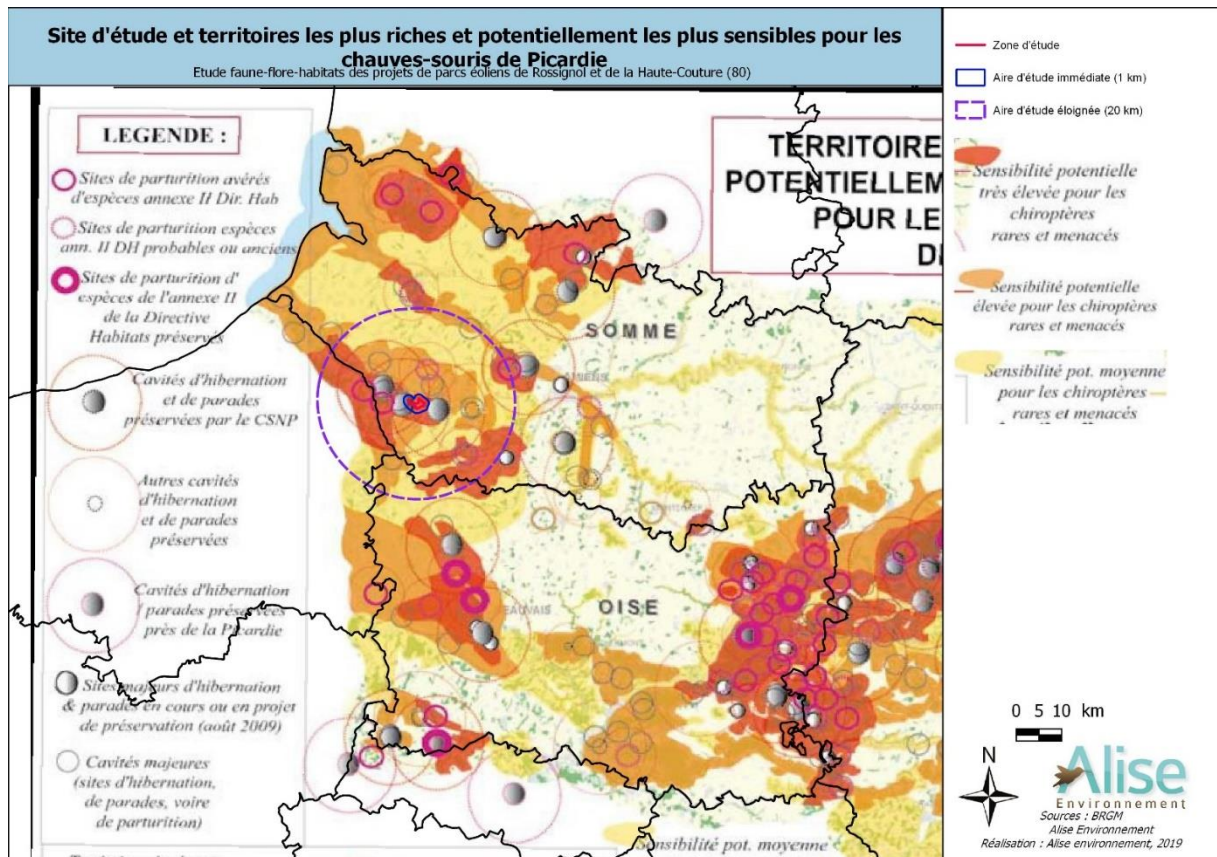 Site d'étude et territoires les plus riches et potentiellement les plus sensibles pour les
chauves-souris de Picardie
Etude faune-flore-habitats des projets de parcs éoliens de Rossignol et de la Haute-Couture (80)
LEGENDE :
Sites de parturition avérés
d'espèces annexe II Dir. Hab
Sites de parturition espèces
ann. II DH probables ou anciens
Sites de parturition d'
espèces de l'annexe II
de la Directive
Habitats préservés
Cavités d'hibernation
et de parades
préservées par le CSNP
Autres cavités
d'hibernation
et de parades
préservées
Cavités d'hibernation
/ parades préservées
près de la Picardie
Sites majeurs d'hibernation
& parades en cours ou en projet
de préservation (août 2009)
Cavités majeures
(sites d'hibernation,
de parades, voire
de parturition)
TERRITOIRE
POTENTIELLEM
POUR LE
SOMME
AMIENS
OISE
BEAUVAIS
Sensibilité pot. moyenne
Zone d'étude
Aire d'étude immédiate (1 km)
Aire d'étude éloignée (20 km)
Sensibilité potentielle
très élevée pour les
chiroptères
rares et menacés
Sensibilité potentielle
élevée pour les chiroptères
rares et menacés
Sensibilité pot. moyenne
pour les chiroptères
rares et menacés
0 5 10 km
N
Alise
Environnement
Sources : BRGM
Alise Environnement
Réalisation : Alise environnement, 2019